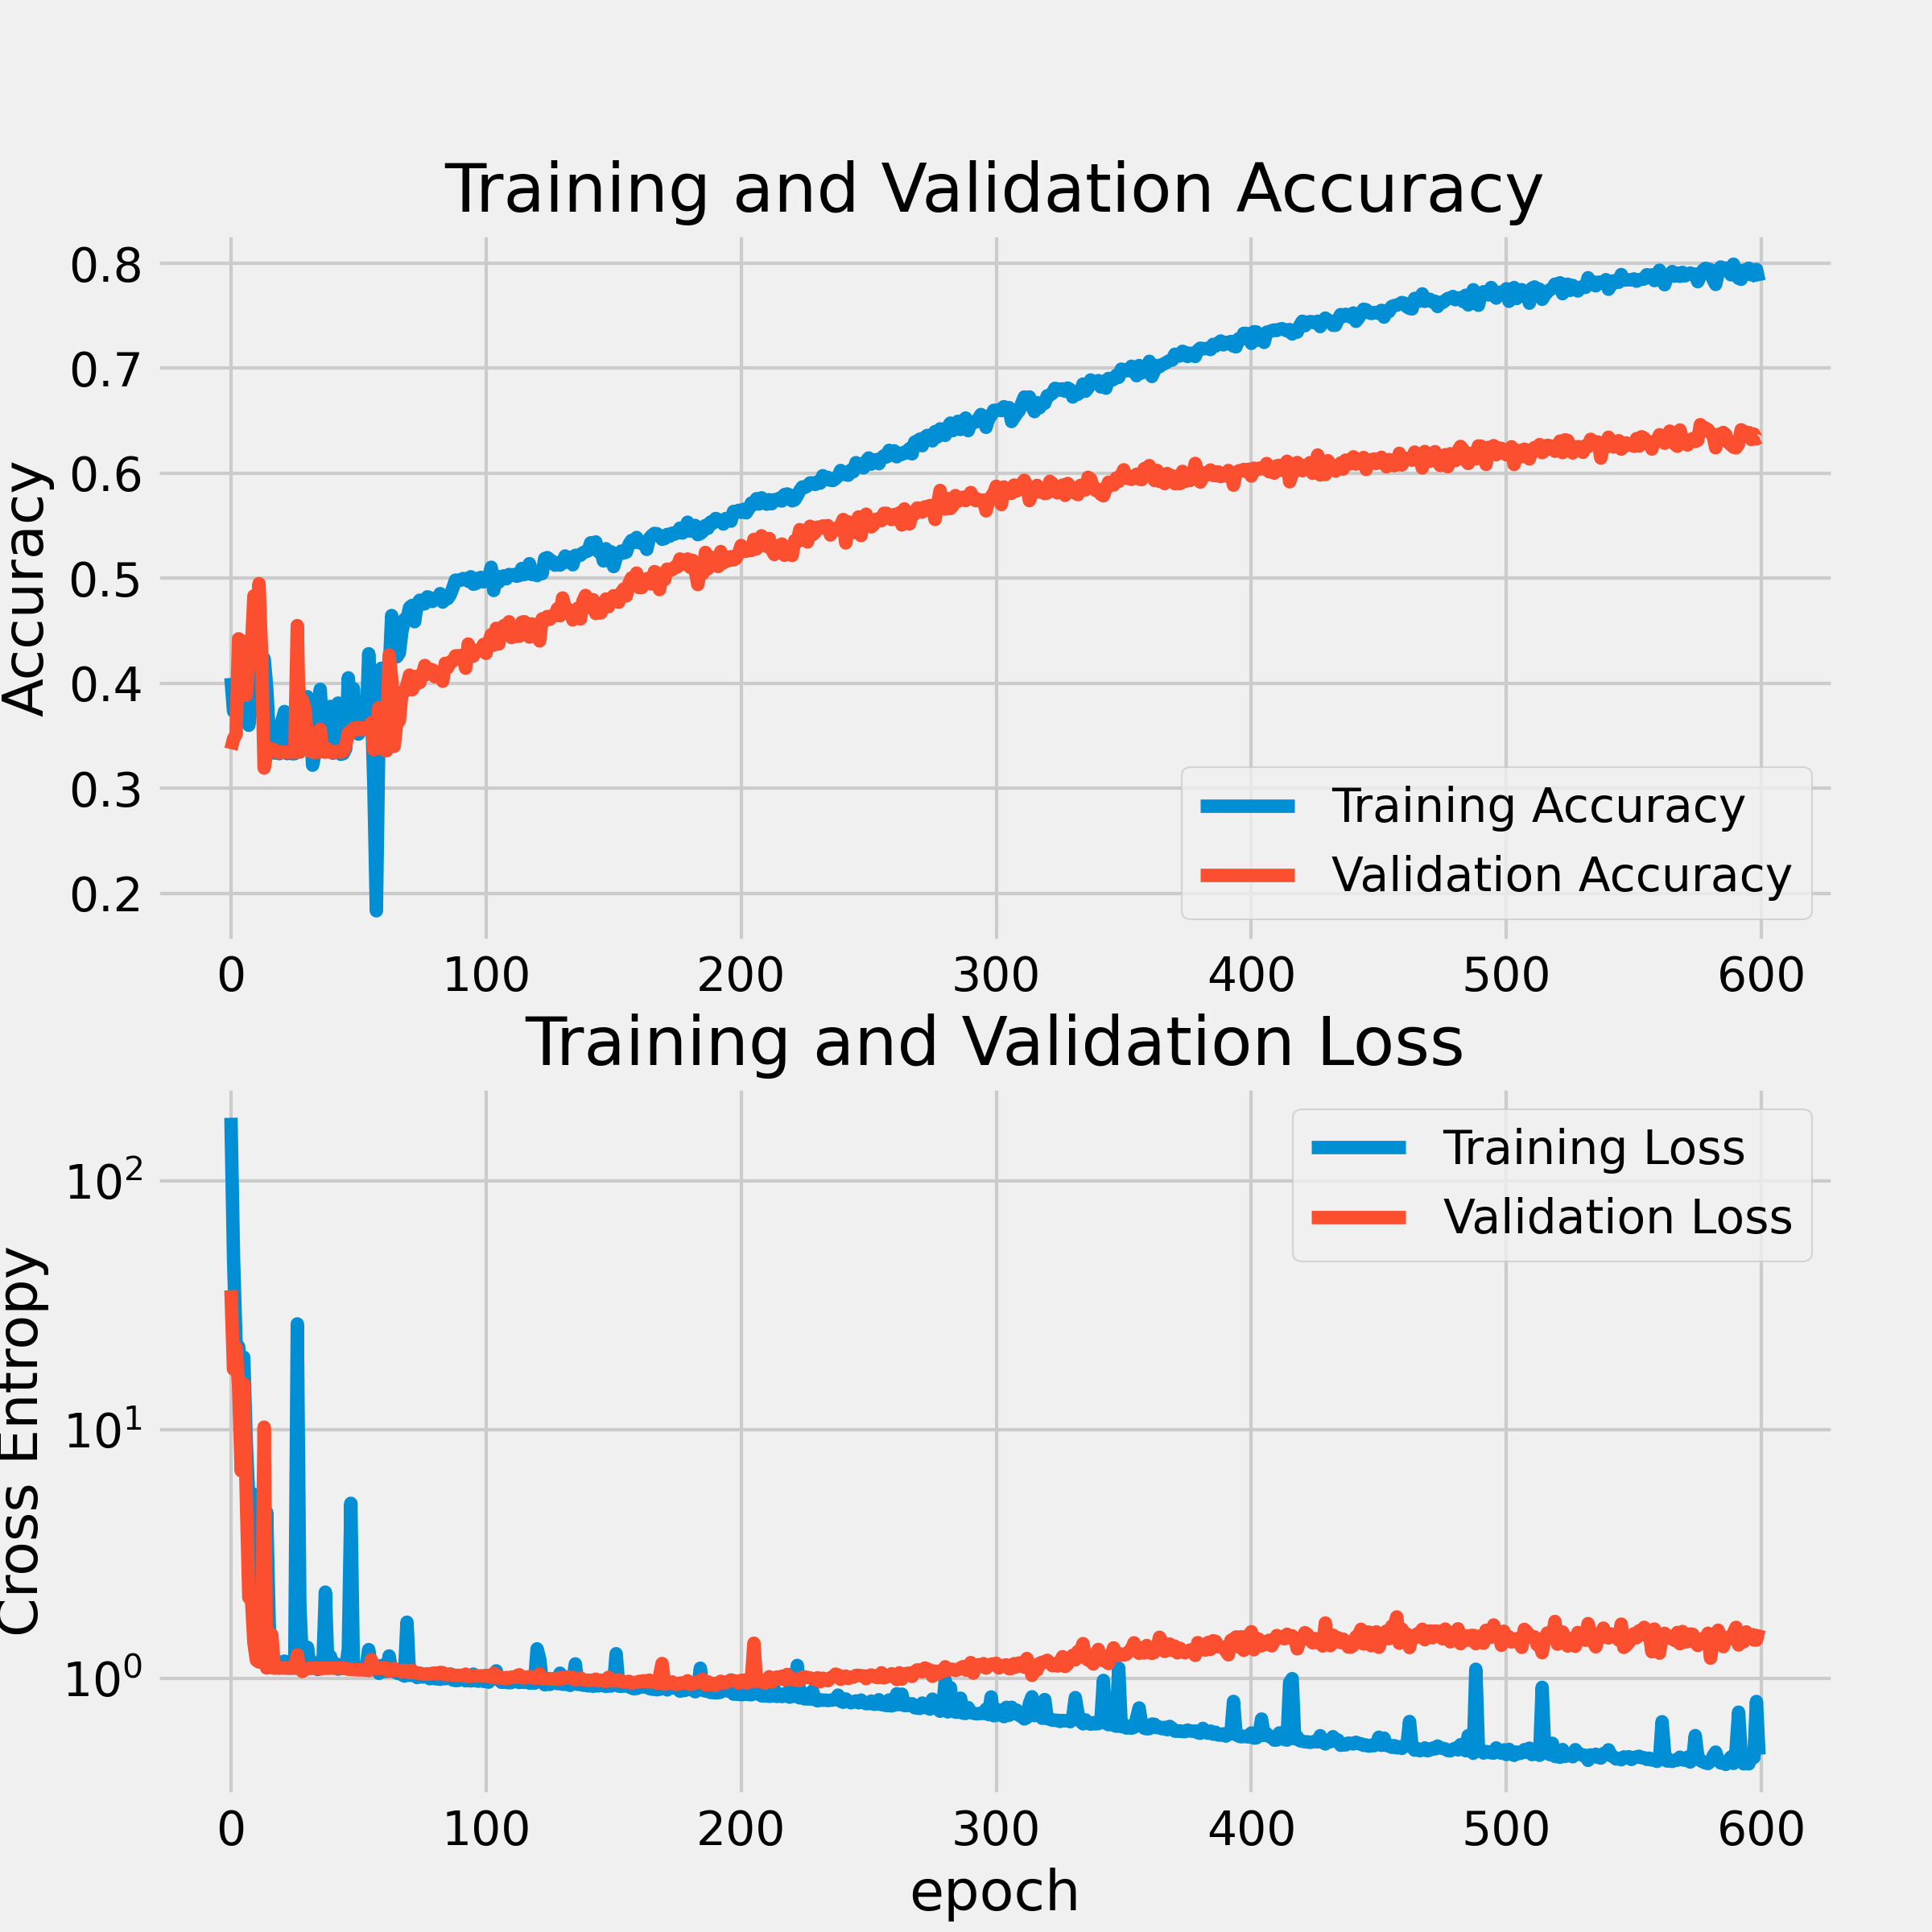 Training and Validation Accuracy
Accuracy
0.8
0.7
0.6
0.5
0.4
0.3
0.2
Training Accuracy
Validation Accuracy
0 100 200 300 400 500 600
Training and Validation Loss
Cross Entropy
10²
10¹
10⁰
Training Loss
Validation Loss
0 100 200 300 400 500 600
epoch